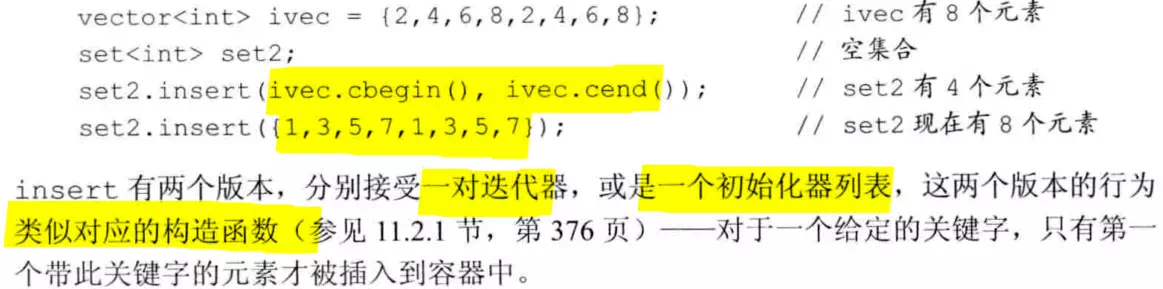 vector<int> ivec = {2,4,6,8,2,4,6,8}; // ivec 有 8 个元素
set<int> set2; // 空集合
set2.insert(ivec.cbegin(), ivec.cend()); // set2 有 4 个元素
set2.insert({1,3,5,7,1,3,5,7}); // set2 现在有 8 个元素
insert 有两个版本，分别接受一对迭代器，或是一个初始化器列表，这两个版本的行为
类似对应的构造函数（参见 11.2.1 节，第 376 页）——对于一个给定的关键字，只有第一
个带此关键字的元素才被插入到容器中。